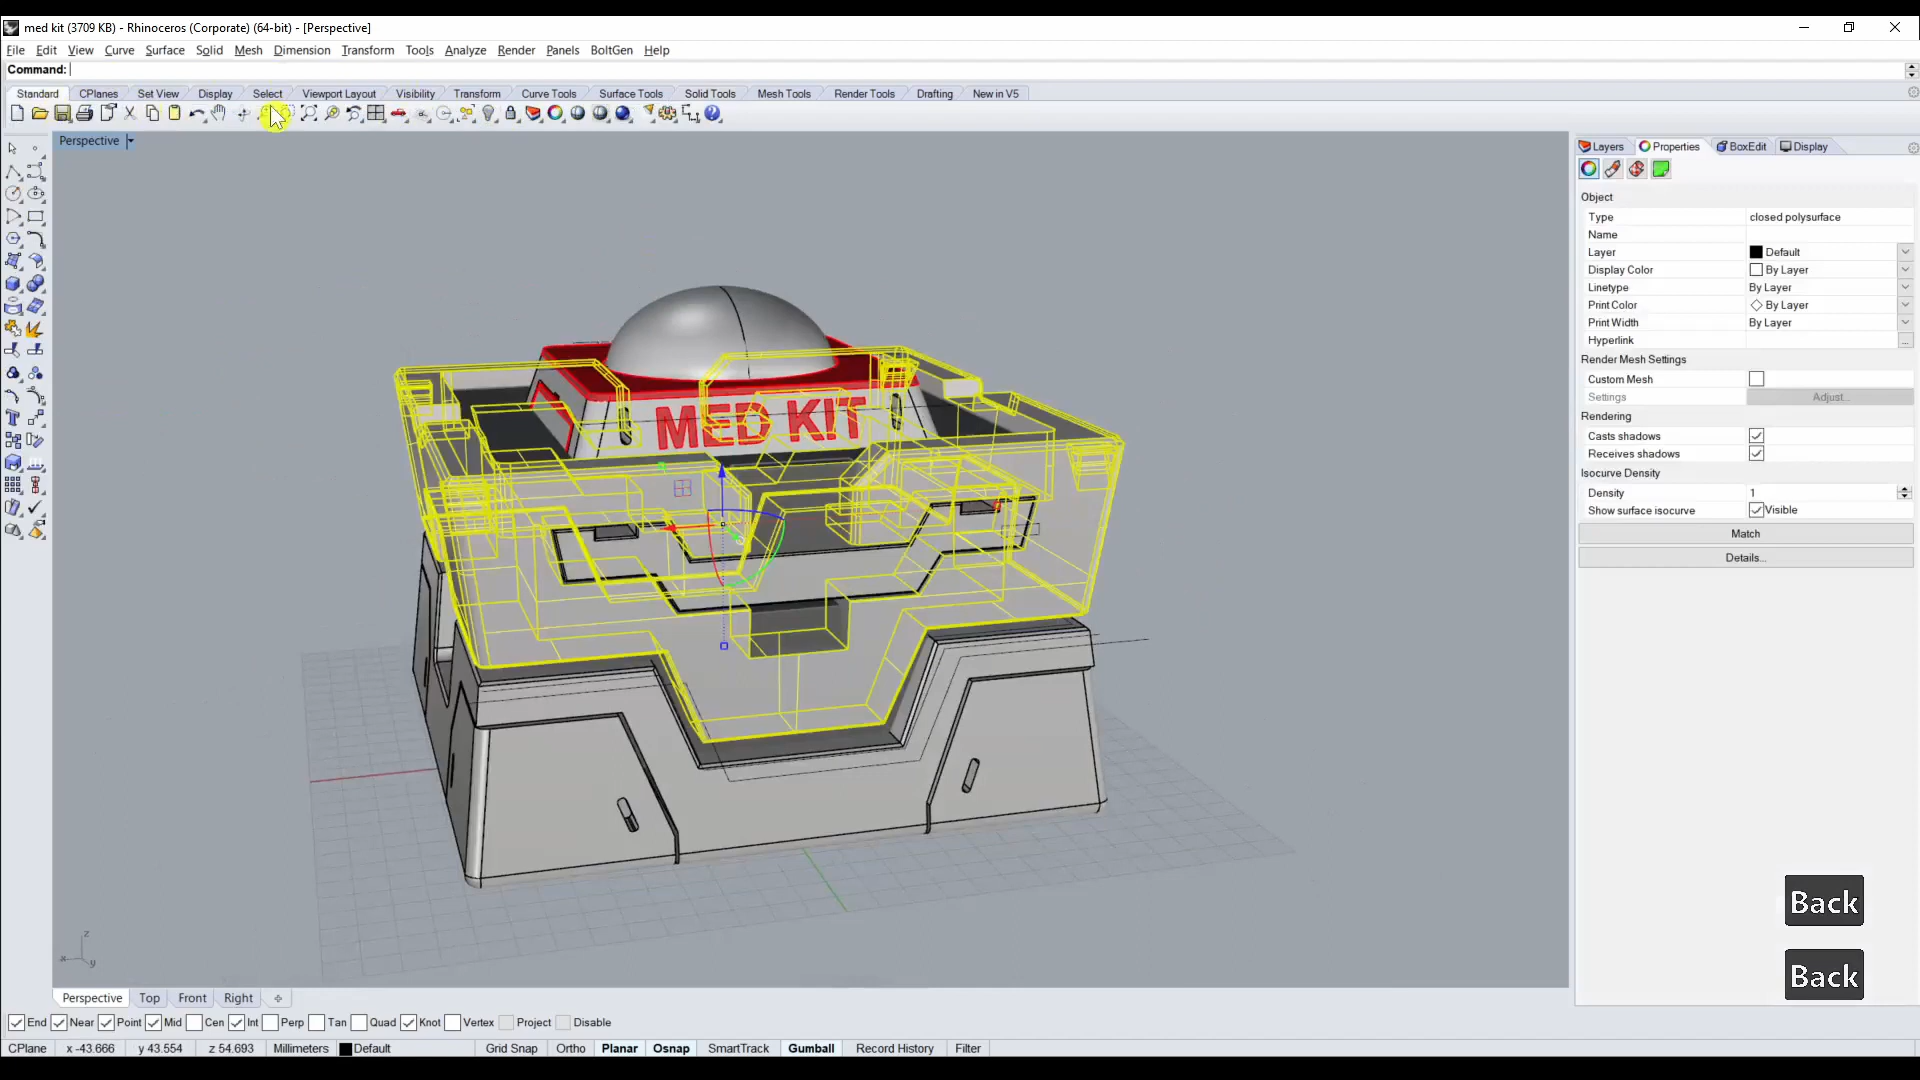 med kit (3709 KB) - Rhinoceros (Corporate) (64-bit) - [Perspective]
File Edit View Curve Surface Solid Mesh Dimension Transform Tools Analyze Render Panels BoltGen Help
Command:
Standard CPlanes Set View Display Select Viewport Layout Visibility Transform Curve Tools Surface Tools Solid Tools Mesh Tools Render Tools Drafting New in V5
Perspective
Layers Properties BoxEdit Display
Object
Type closed polysurface
Name
Layer Default
Display Color By Layer
Linetype By Layer
Print Color By Layer
Print Width By Layer
Hyperlink ...
Render Mesh Settings
Custom Mesh
Settings Adjust...
Rendering
Casts shadows
Receives shadows
Isocurve Density
Density 1
Show surface isocurve Visible
Match
Details...
MED KIT
z
x
y
Back
Back
Perspective Top Front Right
End Near Point Mid Cen Int Perp Tan Quad Knot Vertex Project Disable
CPlane x -43.666 y 43.554 z 54.693 Millimeters Default Grid Snap Ortho Planar Osnap SmartTrack Gumball Record History Filter